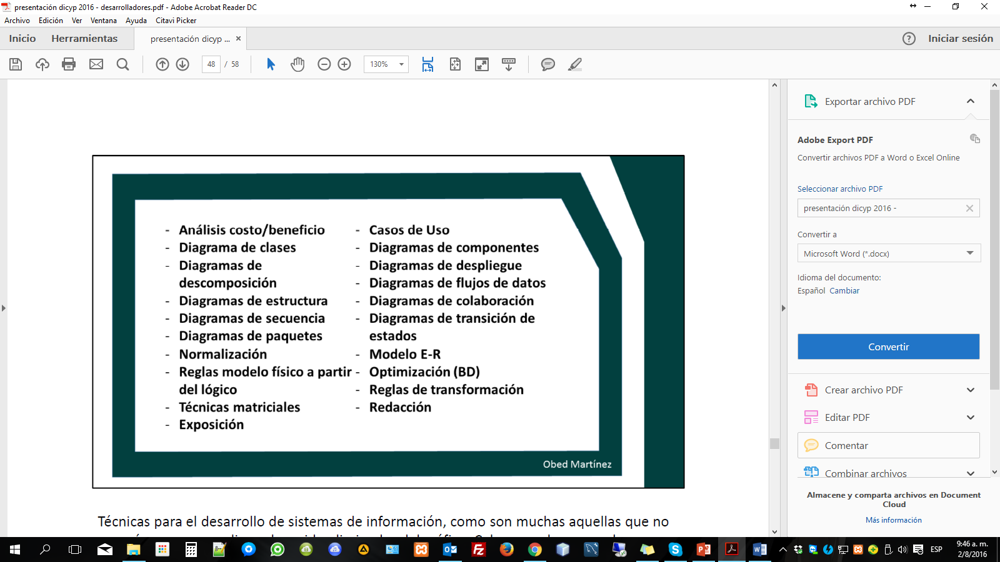 presentación dicyp 2016 - desarrolladores.pdf - Adobe Acrobat Reader DC
Archivo Edición Ver Ventana Ayuda Citavi Picker
Inicio Herramientas presentación dicyp ... × ? Iniciar sesión
48 / 58 130%
Exportar archivo PDF
Adobe Export PDF
Convertir archivos PDF a Word o Excel Online
Seleccionar archivo PDF
presentación dicyp 2016 -
Convertir a
Microsoft Word (*.docx)
Idioma del documento:
Español Cambiar
Convertir
Crear archivo PDF
Editar PDF
Comentar
Combinar archivos
Almacene y comparta archivos en Document
Cloud
Más información
- Análisis costo/beneficio
- Diagrama de clases
- Diagramas de
descomposición
- Diagramas de estructura
- Diagramas de secuencia
- Diagramas de paquetes
- Normalización
- Reglas modelo físico a partir
del lógico
- Técnicas matriciales
- Exposición
- Casos de Uso
- Diagramas de componentes
- Diagramas de despliegue
- Diagramas de flujos de datos
- Diagramas de colaboración
- Diagramas de transición de
estados
- Modelo E-R
- Optimización (BD)
- Reglas de transformación
- Redacción
Obed Martínez
Técnicas para el desarrollo de sistemas de información, como son muchas aquellas que no
ESP
9:46 a. m.
2/8/2016